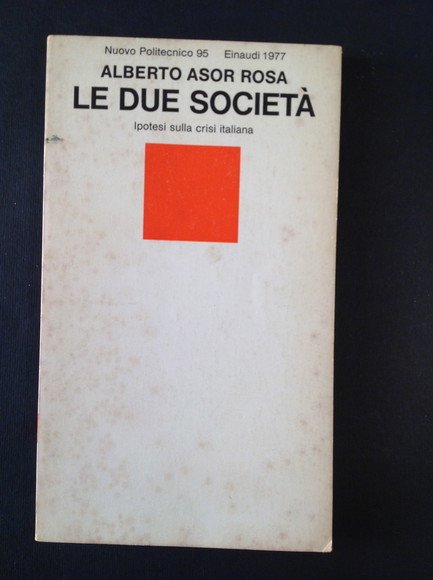 Nuovo Politecnico 95 Einaudi 1977
ALBERTO ASOR ROSA
LE DUE SOCIETÀ
Ipotesi sulla crisi italiana